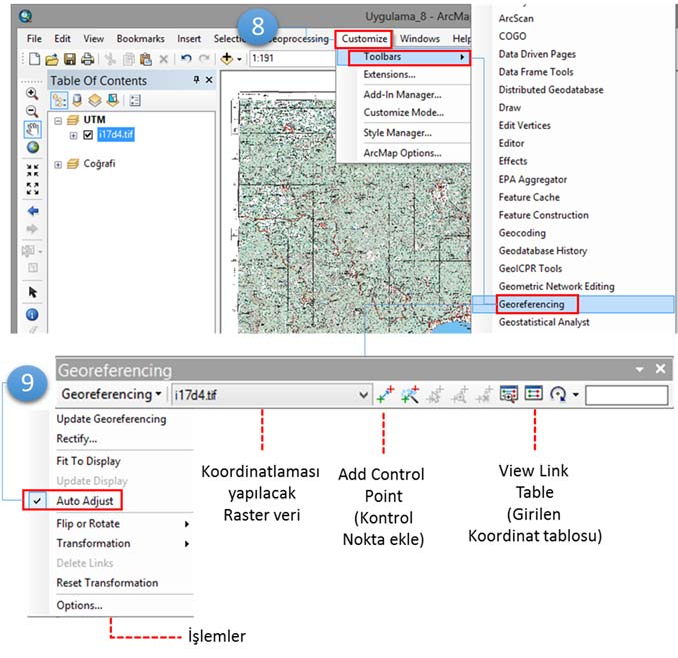 8
Uygulama_8 - ArcMap
File Edit View Bookmarks Insert Selecti Geoprocessing Customize Windows Help
1:191
Table Of Contents
UTM
i17d4.tif
Coğrafi
Toolbars
Extensions...
Add-In Manager...
Customize Mode...
Style Manager...
ArcMap Options...
ArcScan
COGO
Data Driven Pages
Data Frame Tools
Distributed Geodatabase
Draw
Edit Vertices
Editor
Effects
EPA Aggregator
Feature Cache
Feature Construction
Geocoding
Geodatabase History
GeoICPR Tools
Geometric Network Editing
Georeferencing
Geostatistical Analyst
9
Georeferencing
Georeferencing i17d4.tif
Update Georeferencing
Rectify...
Fit To Display
Update Display
Auto Adjust
Flip or Rotate
Transformation
Delete Links
Reset Transformation
Options...
İşlemler
Koordinatlaması
yapılacak
Raster veri
Add Control
Point
(Kontrol
Nokta ekle)
View Link
Table
(Girilen
Koordinat tablosu)